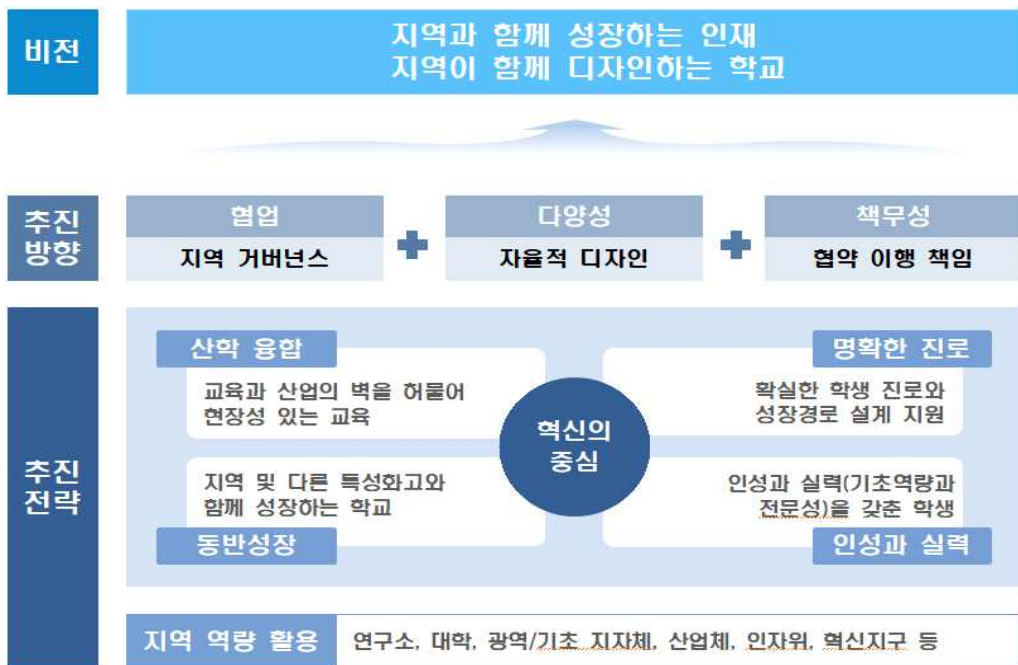 비전
지역과 함께 성장하는 인재
지역이 함께 디자인하는 학교
추진
방향
협업
지역 거버넌스
다양성
자율적 디자인
책무성
협약 이행 책임
추진
전략
산학 융합
교육과 산업의 벽을 허물어
현장성 있는 교육
명확한 진로
확실한 학생 진로와
성장경로 설계 지원
혁신의
중심
지역 및 다른 특성화고와
함께 성장하는 학교
동반성장
인성과 실력(기초역량과
전문성)을 갖춘 학생
인성과 실력
지역 역량 활용
연구소, 대학, 광역/기초 지자체, 산업체, 인자위, 혁신지구 등